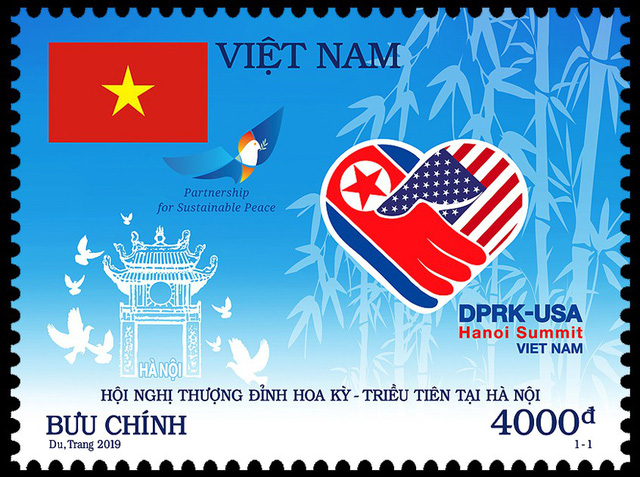 VIỆT NAM
Partnership
for Sustainable Peace
DPRK-USA
Hanoi Summit
VIET NAM
HÀ NỘI
HỘI NGHỊ THƯỢNG ĐỈNH HOA KỲ - TRIỀU TIÊN TẠI HÀ NỘI
BƯU CHÍNH
4000đ
Du, Trang 2019
1-1